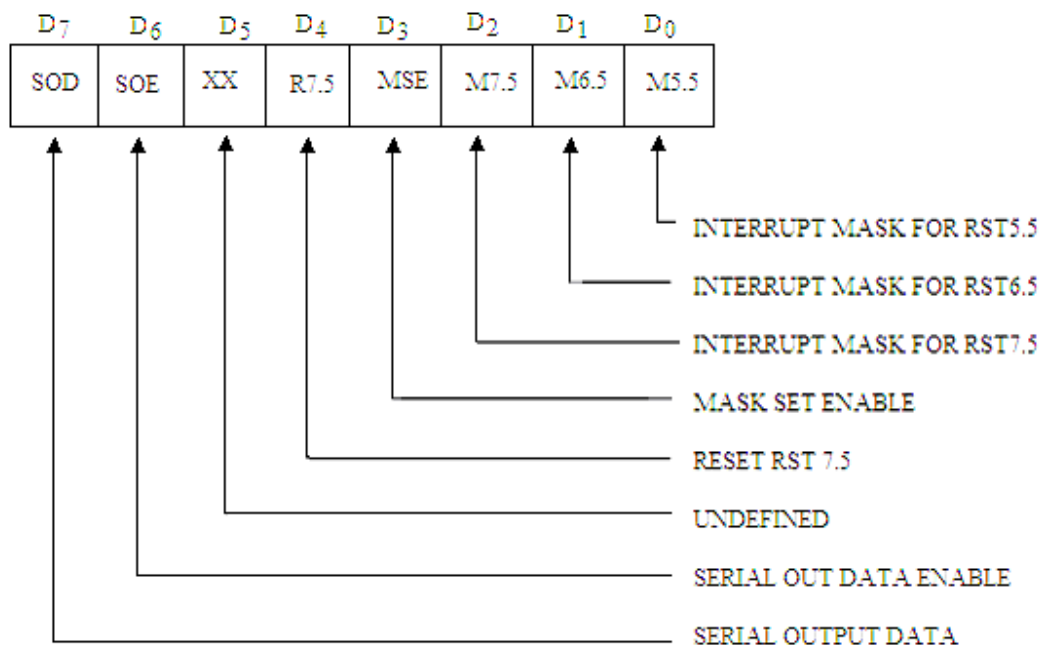 D7 D6 D5 D4 D3 D2 D1 D0
SOD SOE XX R7.5 MSE M7.5 M6.5 M5.5
INTERRUPT MASK FOR RST5.5
INTERRUPT MASK FOR RST6.5
INTERRUPT MASK FOR RST7.5
MASK SET ENABLE
RESET RST 7.5
UNDEFINED
SERIAL OUT DATA ENABLE
SERIAL OUTPUT DATA